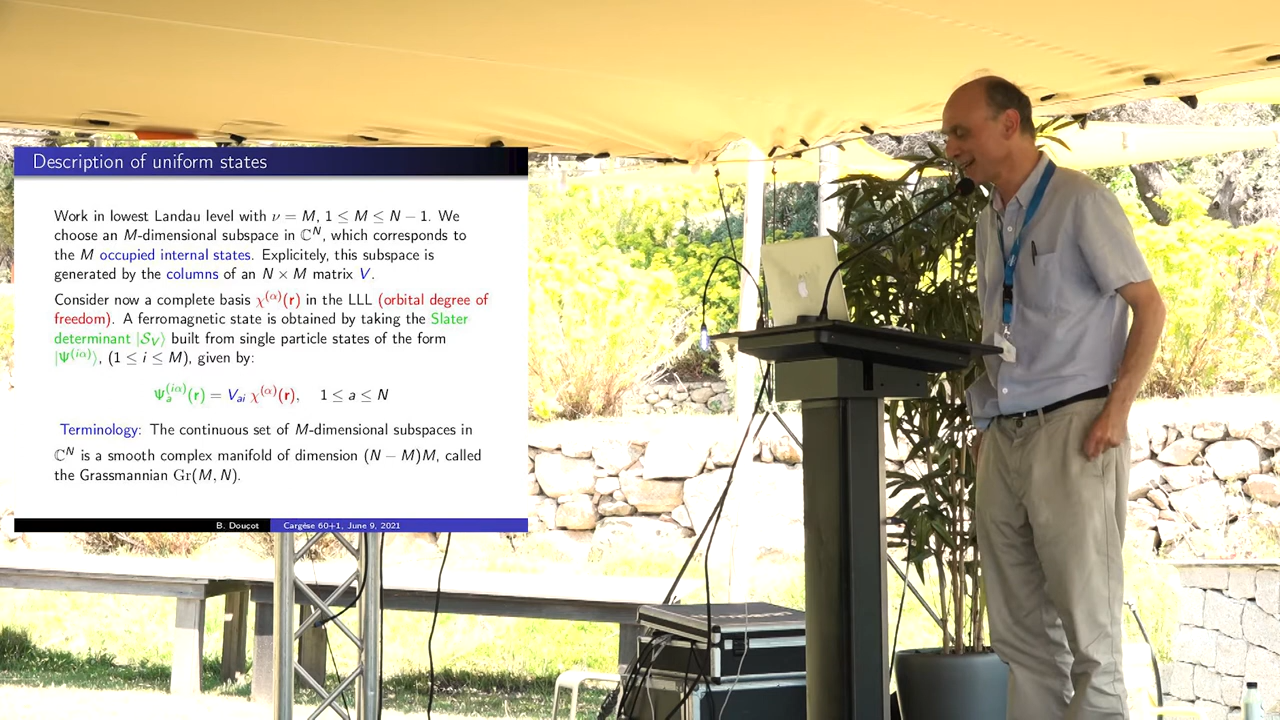 Description of uniform states
Work in lowest Landau level with ν = M, 1 ≤ M ≤ N − 1. We
choose an M-dimensional subspace in ℂ^N, which corresponds to
the M occupied internal states. Explicitly, this subspace is
generated by the columns of an N × M matrix V.
Consider now a complete basis χ^(α)(r) in the LLL (orbital degree of
freedom). A ferromagnetic state is obtained by taking the Slater
determinant |S_V⟩ built from single particle states of the form
|Ψ^(iα)⟩, (1 ≤ i ≤ M), given by:
Ψ_a^(iα)(r) = V_ai χ^(α)(r), 1 ≤ a ≤ N
Terminology: The continuous set of M-dimensional subspaces in
ℂ^N is a smooth complex manifold of dimension (N − M)M, called
the Grassmannian Gr(M, N).
B. Douçot Cargèse 60+1, June 9, 2021